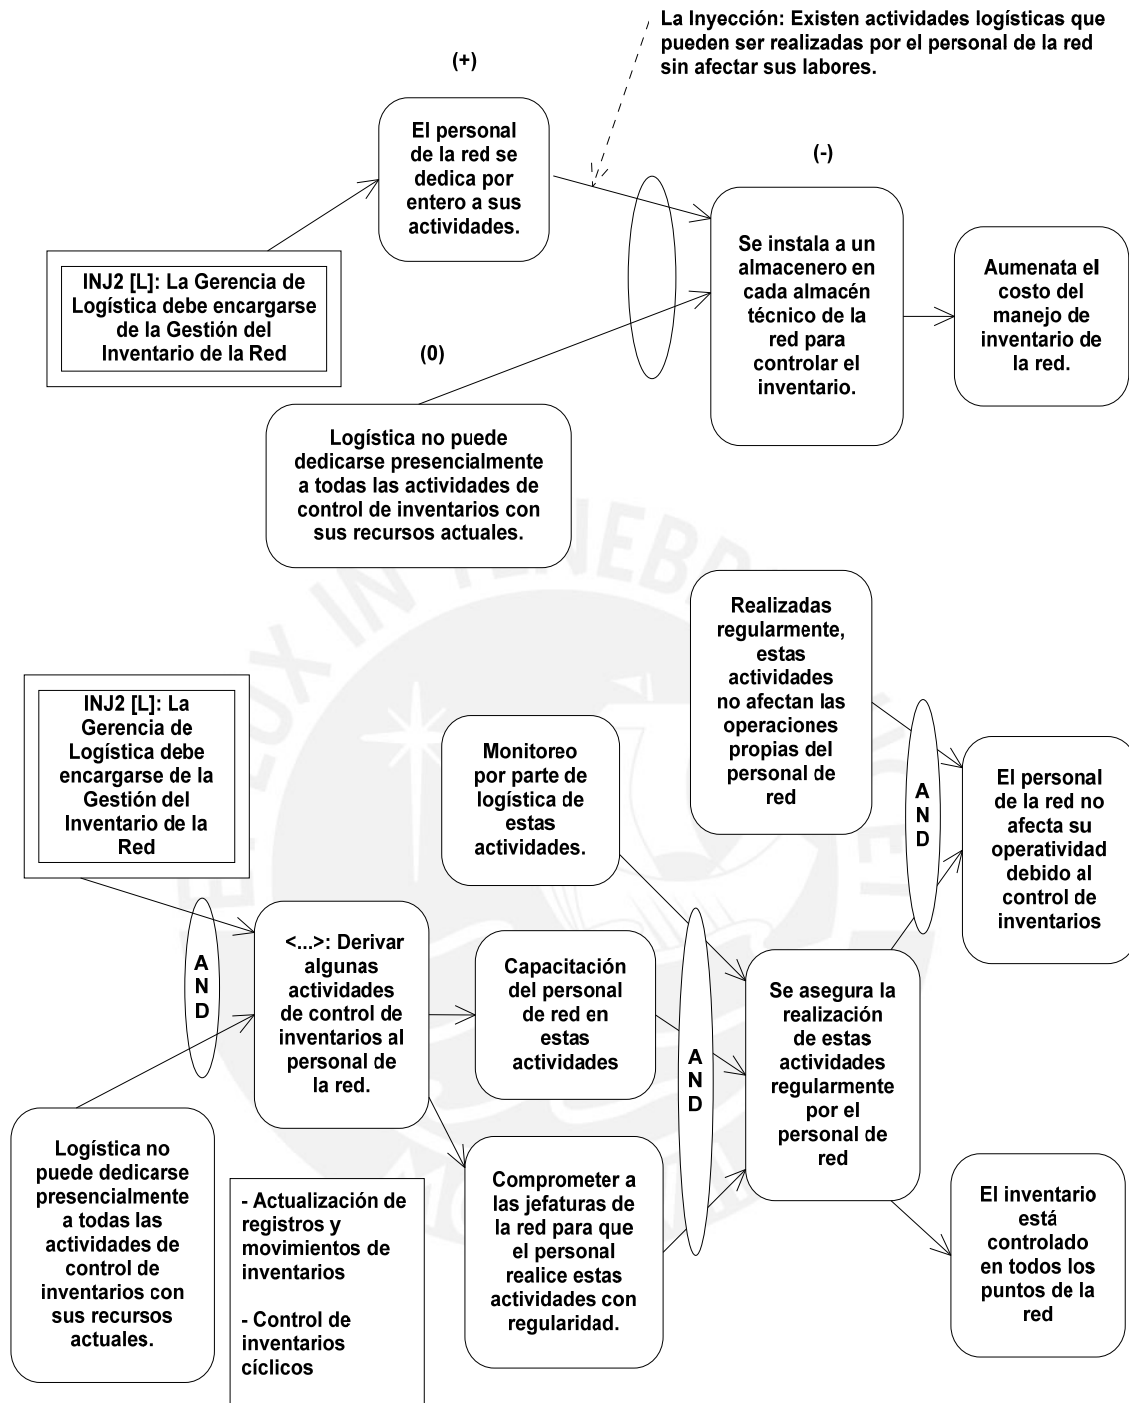 La Inyección: Existen actividades logísticas que
pueden ser realizadas por el personal de la red
sin afectar sus labores.
(+)
El personal
de la red se
dedica por
entero a sus
actividades.
(-)
Se instala a un
almacenero en
cada almacén
técnico de la
red para
controlar el
inventario.
Aumenata el
costo del
manejo de
inventario de
la red.
INJ2 [L]: La Gerencia de
Logística debe encargarse
de la Gestión del
Inventario de la Red
(0)
Logística no puede
dedicarse presencialmente
a todas las actividades de
control de inventarios con
sus recursos actuales.
Realizadas
regularmente,
estas
actividades
no afectan las
operaciones
propias del
personal de
red
INJ2 [L]: La
Gerencia de
Logística debe
encargarse de la
Gestión del
Inventario de la
Red
Monitoreo
por parte de
logística de
estas
actividades.
A
N
D
El personal
de la red no
afecta su
operatividad
debido al
control de
inventarios
A
N
D
<...>: Derivar
algunas
actividades
de control de
inventarios al
personal de
la red.
Capacitación
del personal
de red en
estas
actividades
A
N
D
Se asegura la
realización
de estas
actividades
regularmente
por el
personal de
red
Logística no
puede dedicarse
presencialmente
a todas las
actividades de
control de
inventarios con
sus recursos
actuales.
- Actualización de
registros y
movimientos de
inventarios
- Control de
inventarios
cíclicos
Comprometer a
las jefaturas de
la red para que
el personal
realice estas
actividades con
regularidad.
El inventario
está
controlado
en todos los
puntos de la
red